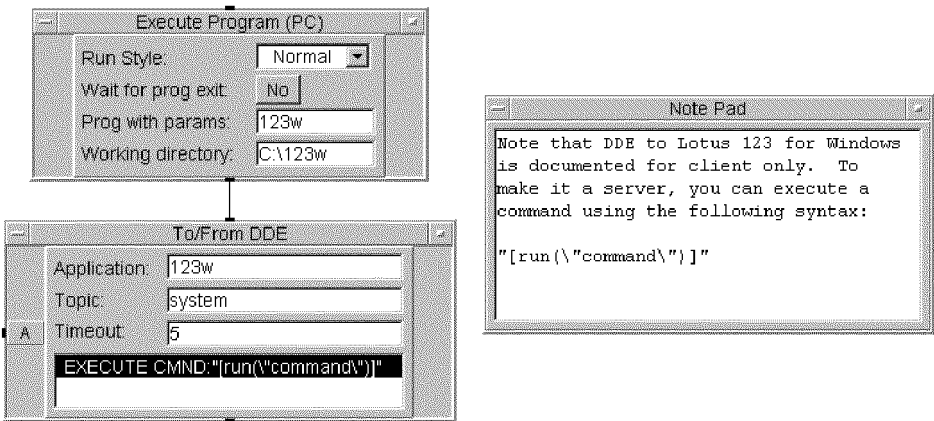 Execute Program (PC)
Run Style: Normal
Wait for prog exit: No
Prog with params: 123w
Working directory: C:\123w
To/From DDE
Application: 123w
Topic: system
A
Timeout: 5
EXECUTE CMND:"[run(\"command\")]"
Note Pad
Note that DDE to Lotus 123 for Windows
is documented for client only.  To
make it a server, you can execute a
command using the following syntax:
"[run(\"command\")]"